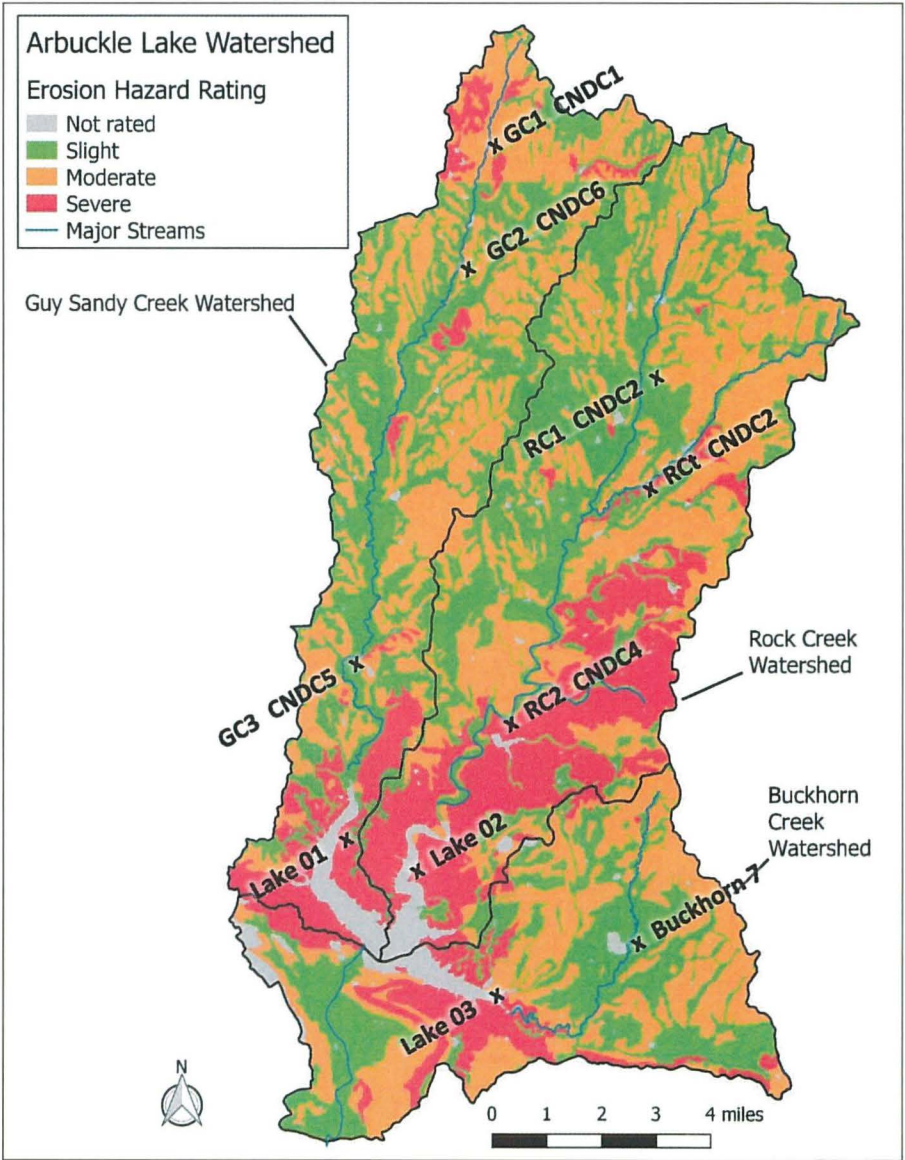 Arbuckle Lake Watershed
Erosion Hazard Rating
Not rated
Slight
Moderate
Severe
Major Streams
GC1 CNDC1
GC2 CNDC6
Guy Sandy Creek Watershed
RC1 CNDC2
RCt CNDC2
Rock Creek
Watershed
RC2 CNDC4
GC3 CNDC5
Buckhorn
Creek
Watershed
Lake 01
Lake 02
Buckhorn 7
Lake 03
N
0 1 2 3 4 miles